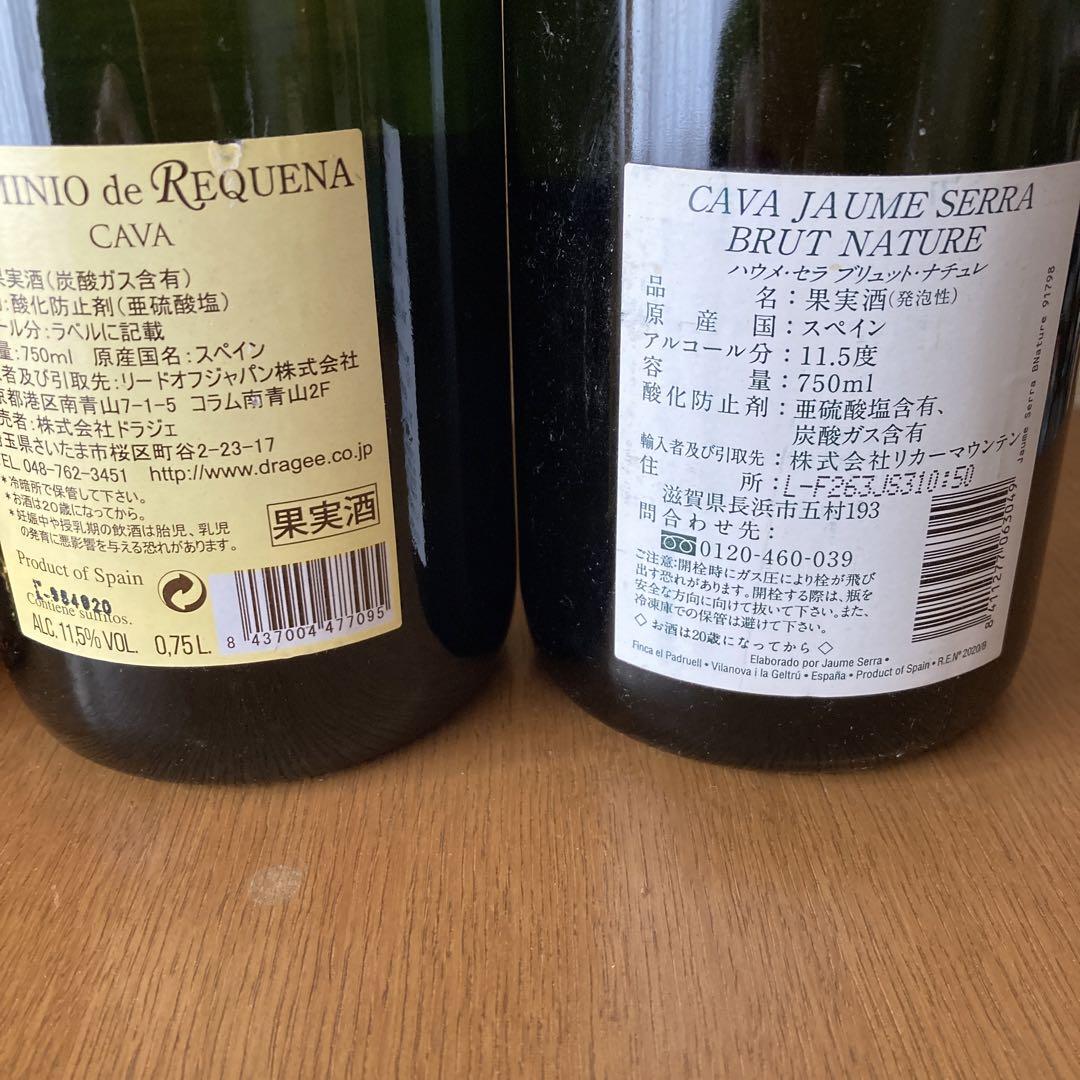 MINIO de REQUENA
CAVA
果実酒(炭酸ガス含有)
:酸化防止剤(亜硫酸塩)
ール分:ラベルに記載
量:750ml 原産国名:スペイン
者及び引取先:リードオフジャパン株式会社
京都港区南青山7-1-5 コラム南青山2F
売者:株式会社ドラジェ
玉県さいたま市桜区町谷2-23-17
TEL 048-762-3451 http://www.dragee.co.jp
*冷暗所で保管して下さい。
*お酒は20歳になってから。
*妊娠中や授乳期の飲酒は胎児、乳児
の発育に悪影響を与える恐れがあります。
果実酒
Product of Spain
Contiene sulfitos.
ALC. 11,5% VOL. 0,75 L.
8 437004 477095
CAVA JAUME SERRA
BRUT NATURE
ハウメ・セラ ブリュット・ナチュレ
品名:果実酒(発泡性)
原産国:スペイン
アルコール分:11.5度
容量:750ml
酸化防止剤:亜硫酸塩含有、
炭酸ガス含有
輸入者及び引取先:株式会社リカーマウンテン
住所:L-F263J6310:50
滋賀県長浜市五村193
問合わせ先:
0120-460-039
ご注意:開栓時にガス圧により栓が飛び
出す恐れがあります。開栓する際は、瓶を
安全な方向に向けて抜いて下さい。また、
冷凍庫での保管は避けて下さい。
◇お酒は20歳になってから◇
Elaborado por Jaume Serra •
Finca el Padruell • Vilanova i la Geltrú • España • Product of Spain • R.E.Nº 2020/B
8 411277 063049
Jaume Serra BNature 91798